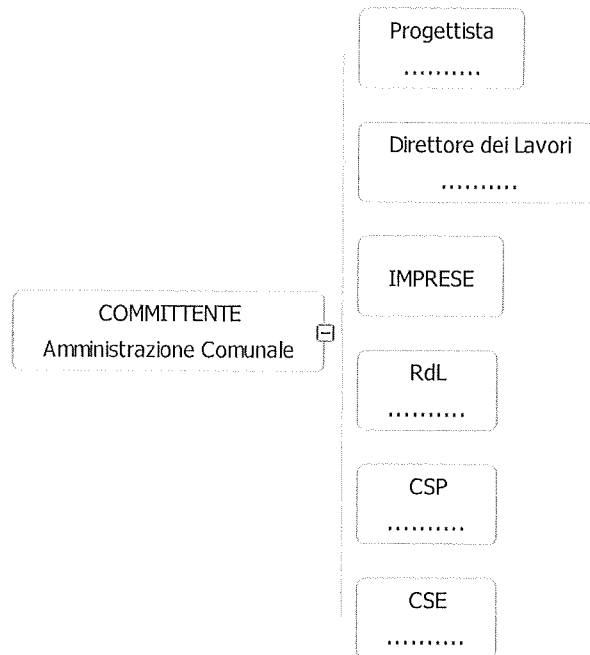 Progettista
..........
Direttore dei Lavori
..........
IMPRESE
COMMITTENTE
Amministrazione Comunale
RdL
..........
CSP
..........
CSE
..........